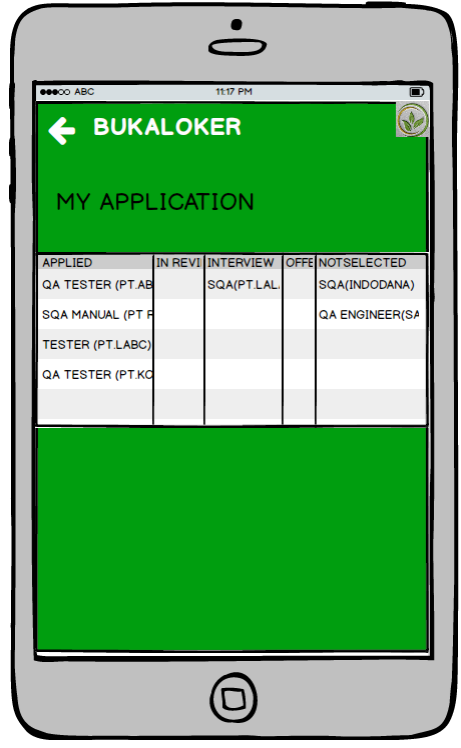 ABC 11:17 PM
BUKALOKER
MY APPLICATION
APPLIED IN REVI INTERVIEW OFFE NOTSELECTED
QA TESTER (PT.AB SQA(PT.LAL. SQA(INDODANA)
SQA MANUAL (PT F QA ENGINEER(SA
TESTER (PT.LABC)
QA TESTER (PT.KO